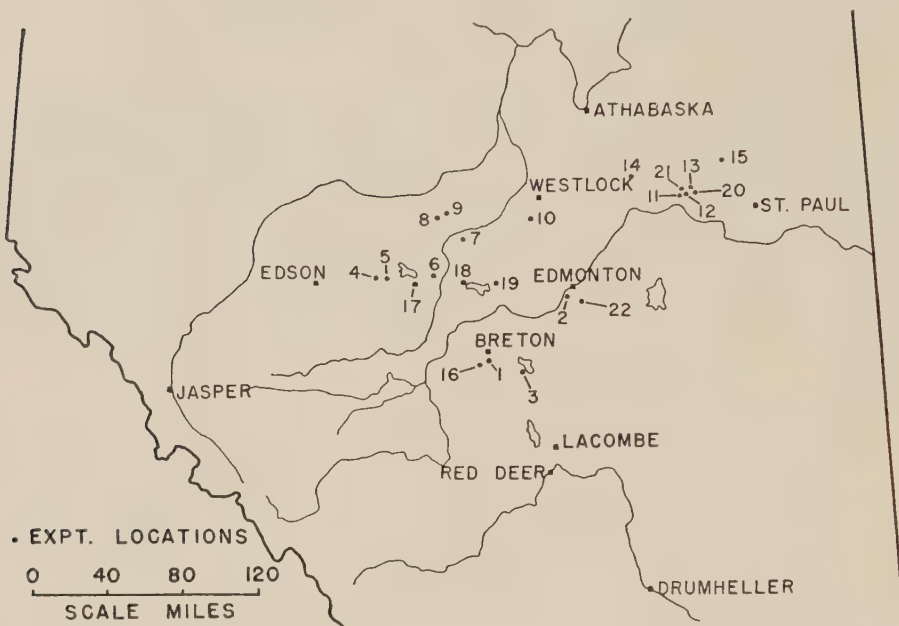 ATHABASKA
15
14
21 13
WESTLOCK
11 20
12
ST. PAUL
8 9
10
7
EDSON
4 5
6 18
19
EDMONTON
17
2 22
BRETON
16 1
3
JASPER
LACOMBE
RED DEER
• EXPT. LOCATIONS
0 40 80 120
SCALE MILES
DRUMHELLER